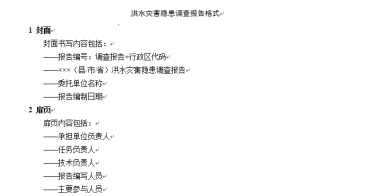 洪水灾害隐患调查报告格式
1 封面
封面书写内容包括：
——报告编号：调查报告+行政区代码
——×××（县/市/省）洪水灾害隐患调查报告
——委托单位名称
——报告编制日期
2 扉页
扉页内容包括：
——承担单位负责人
——任务负责人
——技术负责人
——报告编写人员
——主要参与人员